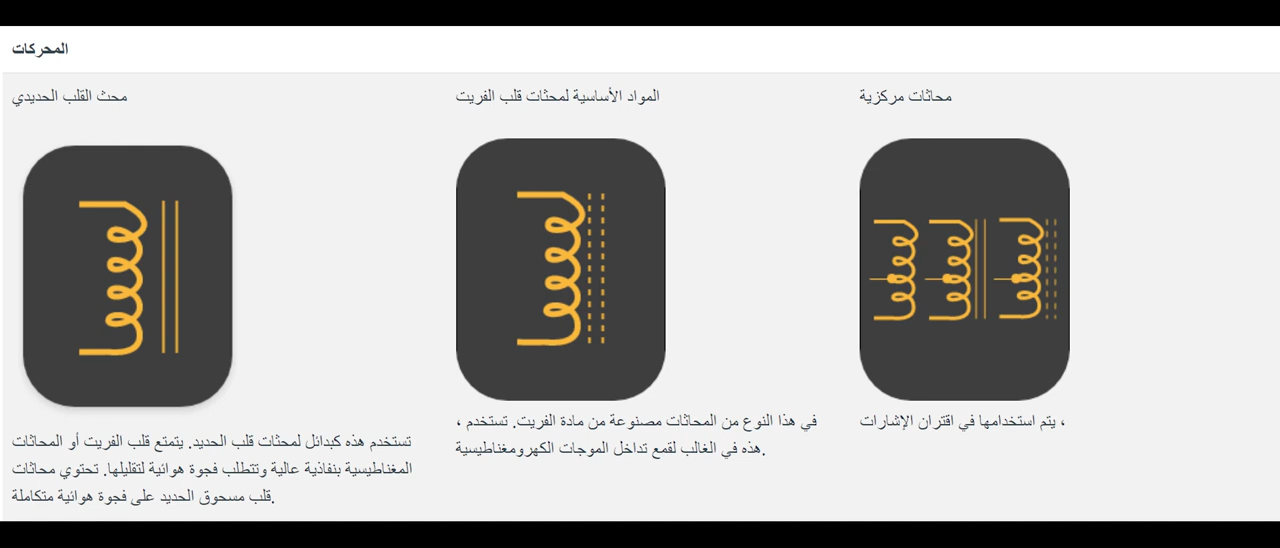 المحركات
محث القلب الحديدي
تستخدم هذه كبدائل لمحثات قلب الحديد. يتمتع قلب الفريت أو المحاثات
المغناطيسية بنفاذية عالية وتتطلب فجوة هوائية لتقليلها. تحتوي محاثات
قلب مسحوق الحديد على فجوة هوائية متكاملة.
المواد الأساسية لمحثات قلب الفريت
في هذا النوع من المحاثات مصنوعة من مادة الفريت. تستخدم ،
هذه في الغالب لقمع تداخل الموجات الكهرومغناطيسية.
محاثات مركزية
يتم استخدامها في اقتران الإشارات ،